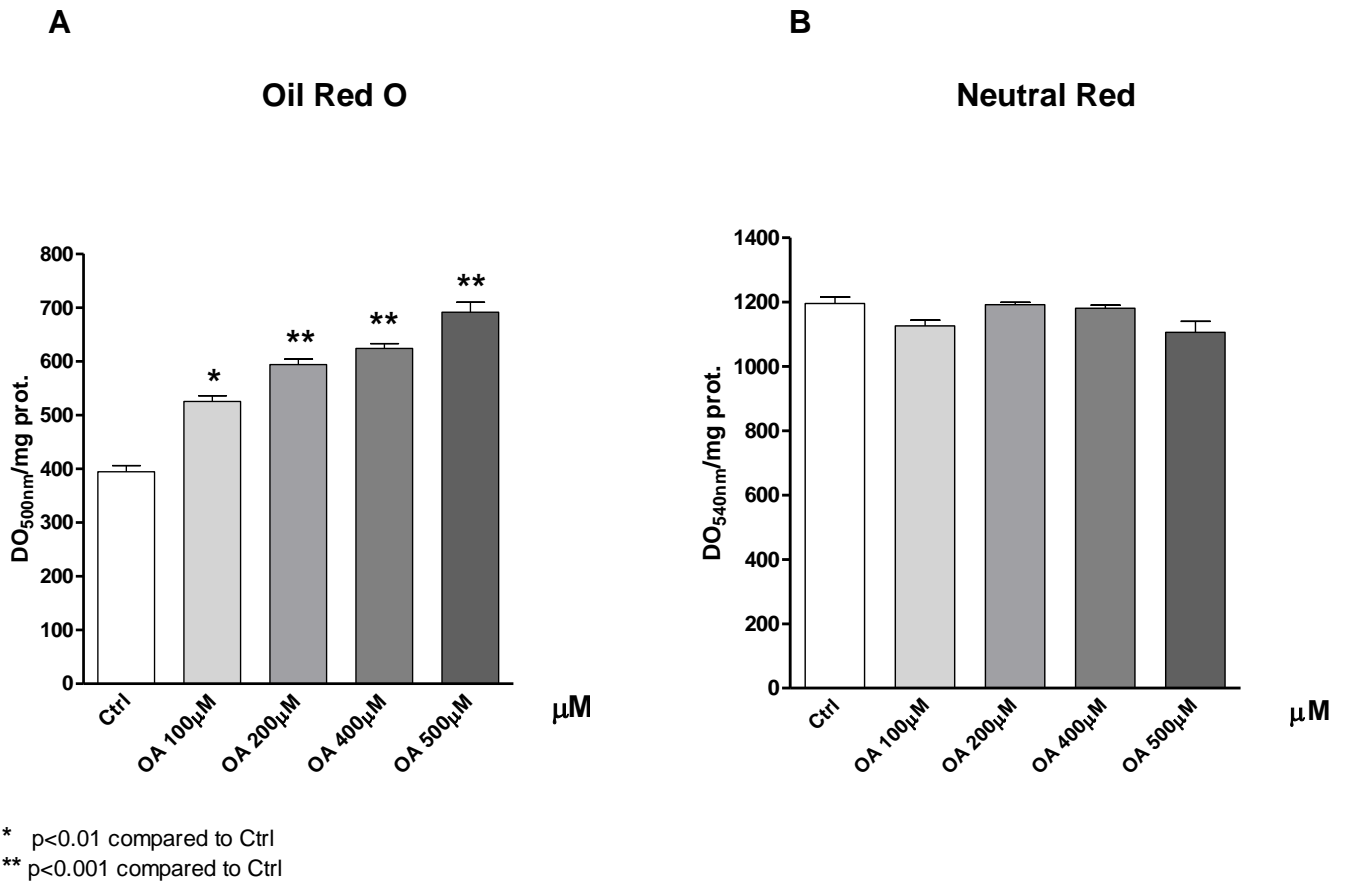 A
Oil Red O
800
700
600
500
400
300
200
100
0
DO500nm/mg prot.
*
**
**
**
Ctrl
OA 100µM
OA 200µM
OA 400µM
OA 500µM
µM
B
Neutral Red
1400
1200
1000
800
600
400
200
0
DO540nm/mg prot.
Ctrl
OA 100µM
OA 200µM
OA 400µM
OA 500µM
µM
* p<0.01 compared to Ctrl
** p<0.001 compared to Ctrl